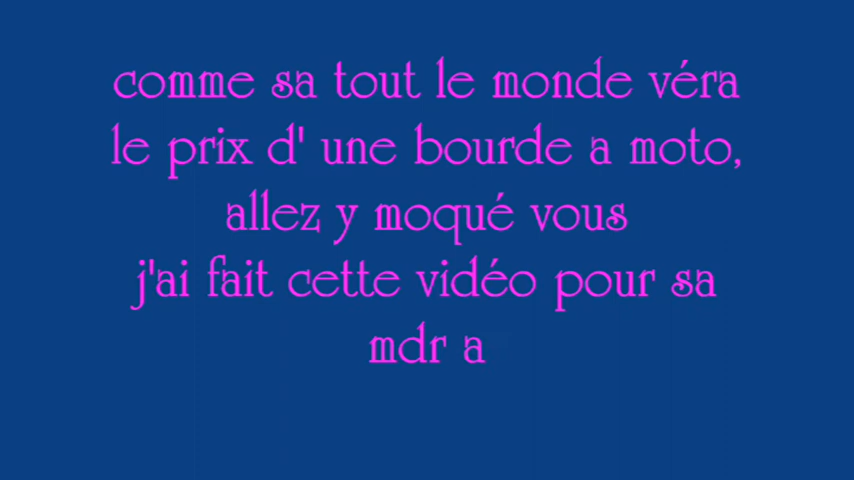 comme sa tout le monde véra
le prix d' une bourde a moto,
allez y moqué vous
j'ai fait cette vidéo pour sa
mdr a